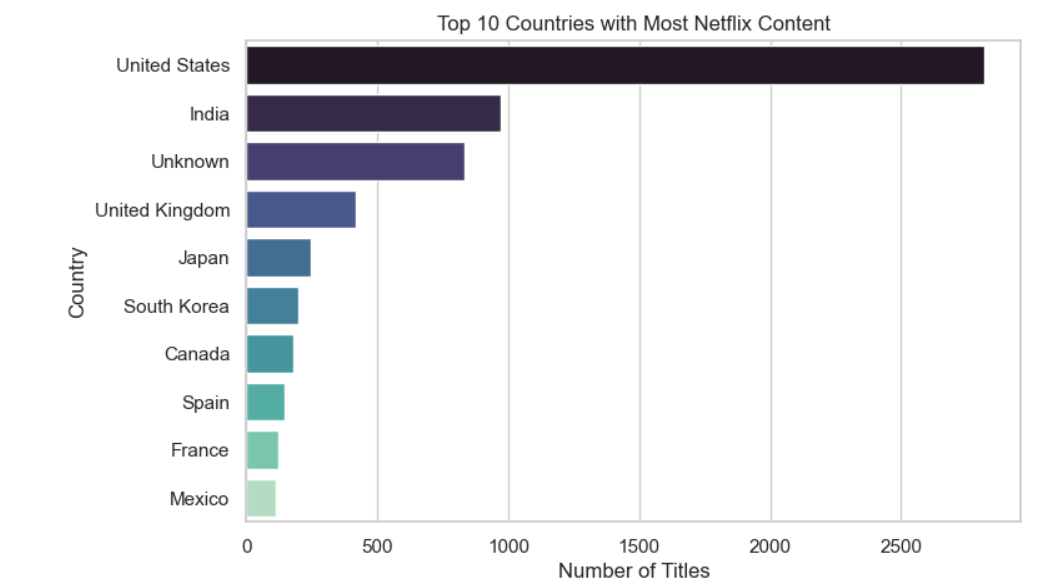 Top 10 Countries with Most Netflix Content
United States
India
Unknown
United Kingdom
Japan
South Korea
Canada
Spain
France
Mexico
Country
0 500 1000 1500 2000 2500
Number of Titles